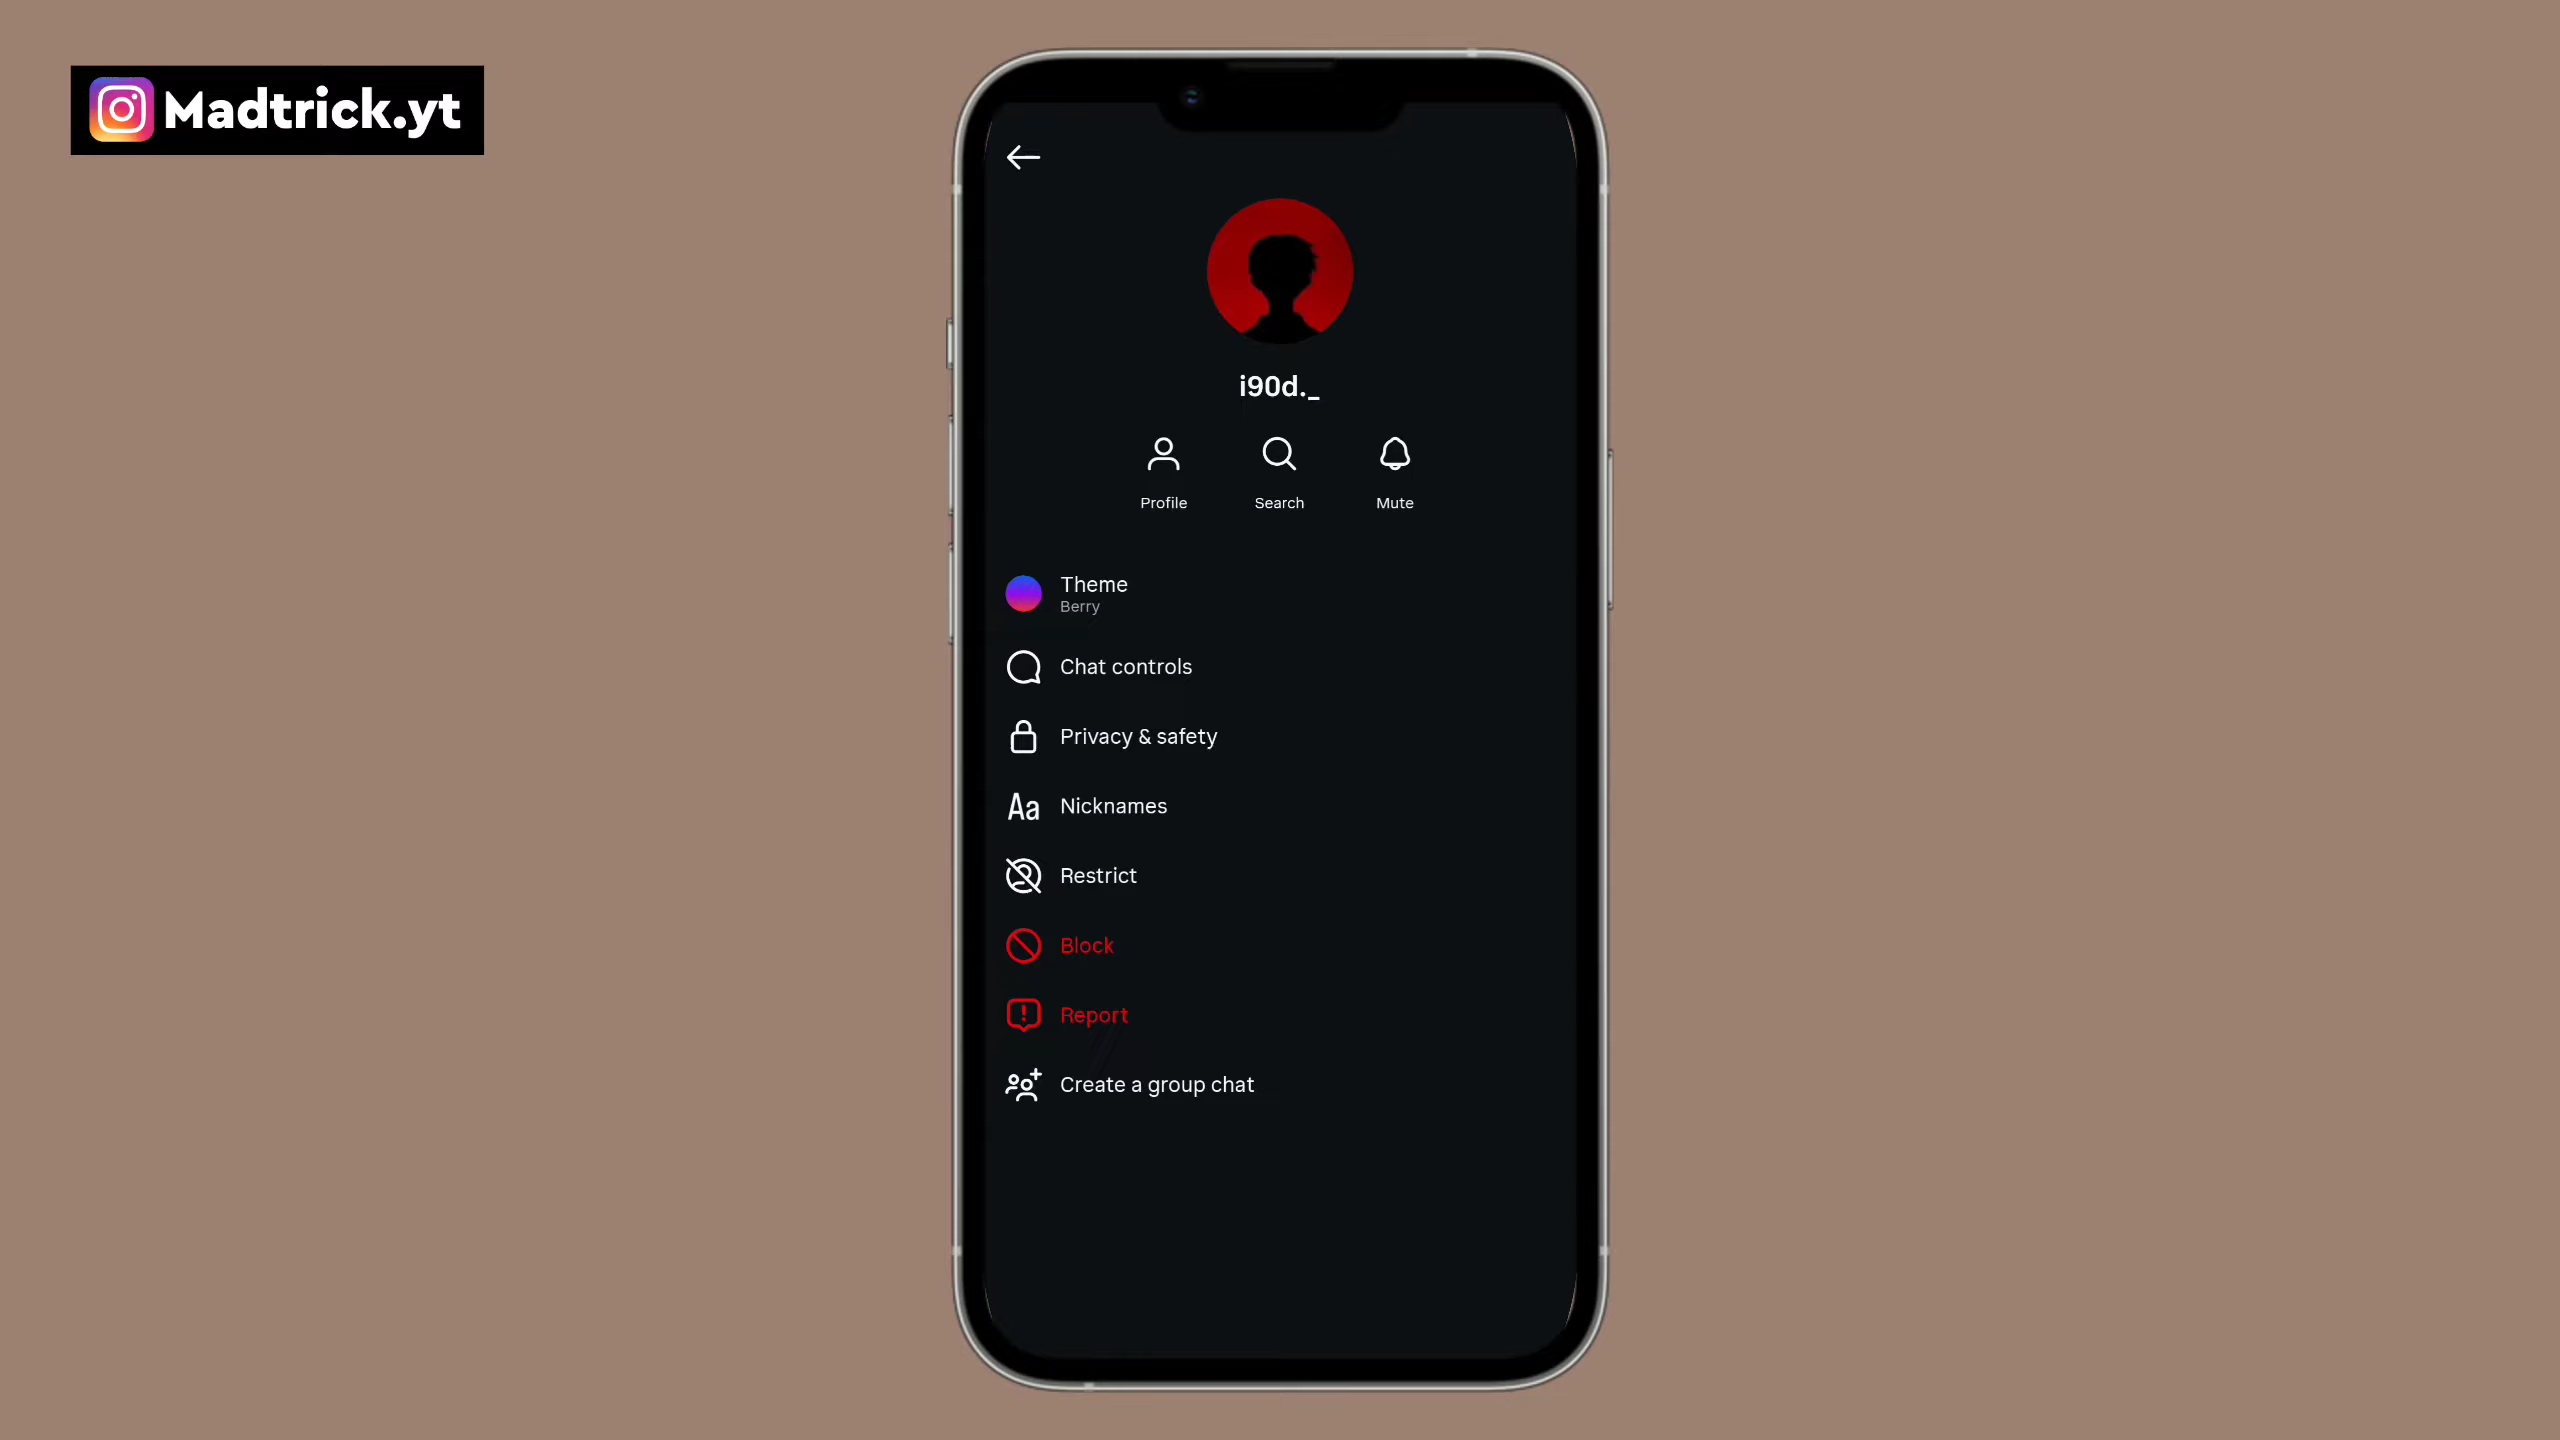 Madtrick.yt
i90d._
Profile Search Mute
Theme
Berry
Chat controls
Privacy & safety
Aa Nicknames
Restrict
Block
Report
Create a group chat